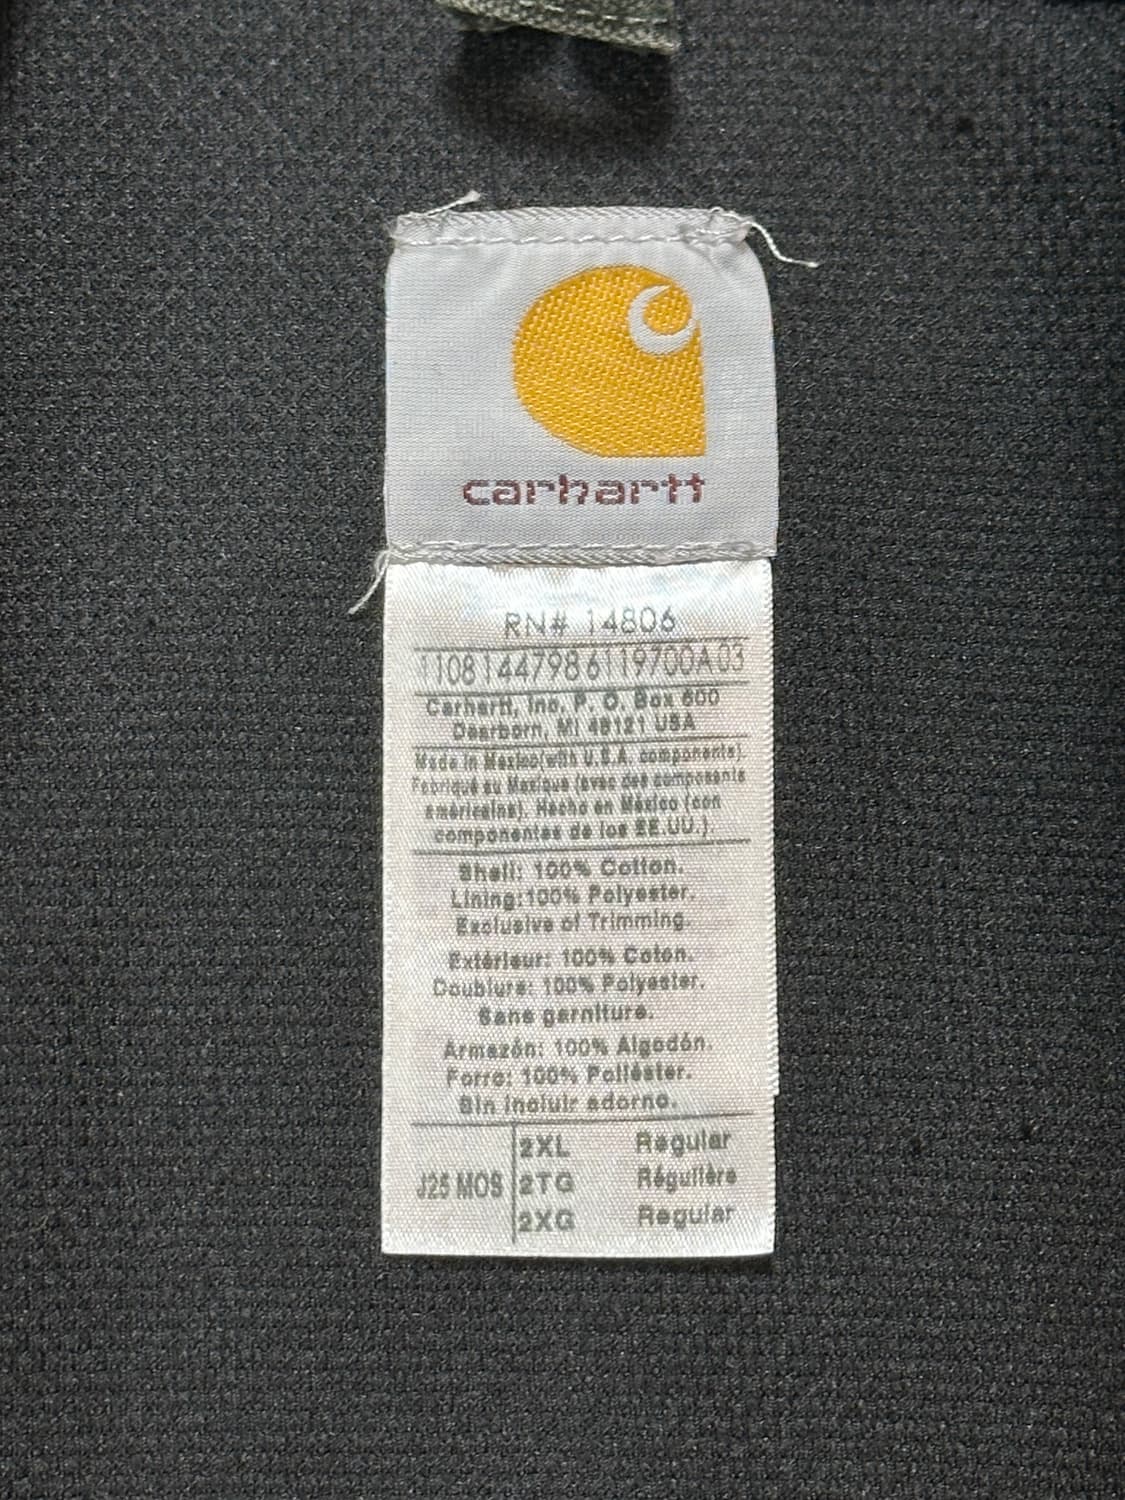 carhartt
RN# 14806
1108144798611970​0A03
Carhartt, Inc. P. O. Box 600
Dearborn, MI 48121 USA
Made in Mexico(with U.S.A. components)
Fabriqué au Mexique (avec des composants
américains). Hecho en México (con
componentes de los EE.UU.)
Shell: 100% Cotton.
Lining:100% Polyester.
Exclusive of Trimming.
Extérieur: 100% Coton.
Doublure: 100% Polyester.
Sans garniture.
Armazón: 100% Algodón.
Forro: 100% Poliéster.
Sin incluir adorno.
J25 MOS
2XL Regular
2TG Régulière
2XG Regular